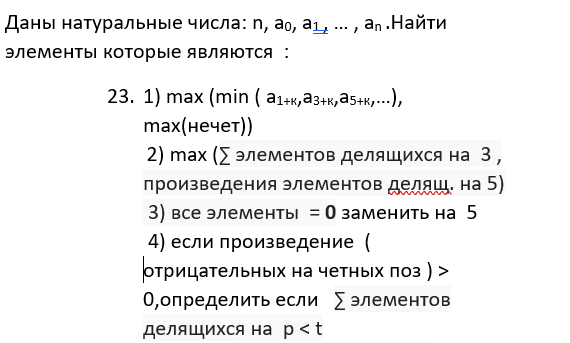 Даны натуральные числа: n, a₀, a₁ , ... , aₙ .Найти
элементы которые являются :
23. 1) max (min ( a₁₊ₖ,a₃₊ₖ,a₅₊ₖ,...),
max(нечет))
2) max (∑ элементов делящихся на 3 ,
произведения элементов делящ. на 5)
3) все элементы = 0 заменить на 5
4) если произведение (
отрицательных на четных поз ) >
0,определить если ∑ элементов
делящихся на p < t